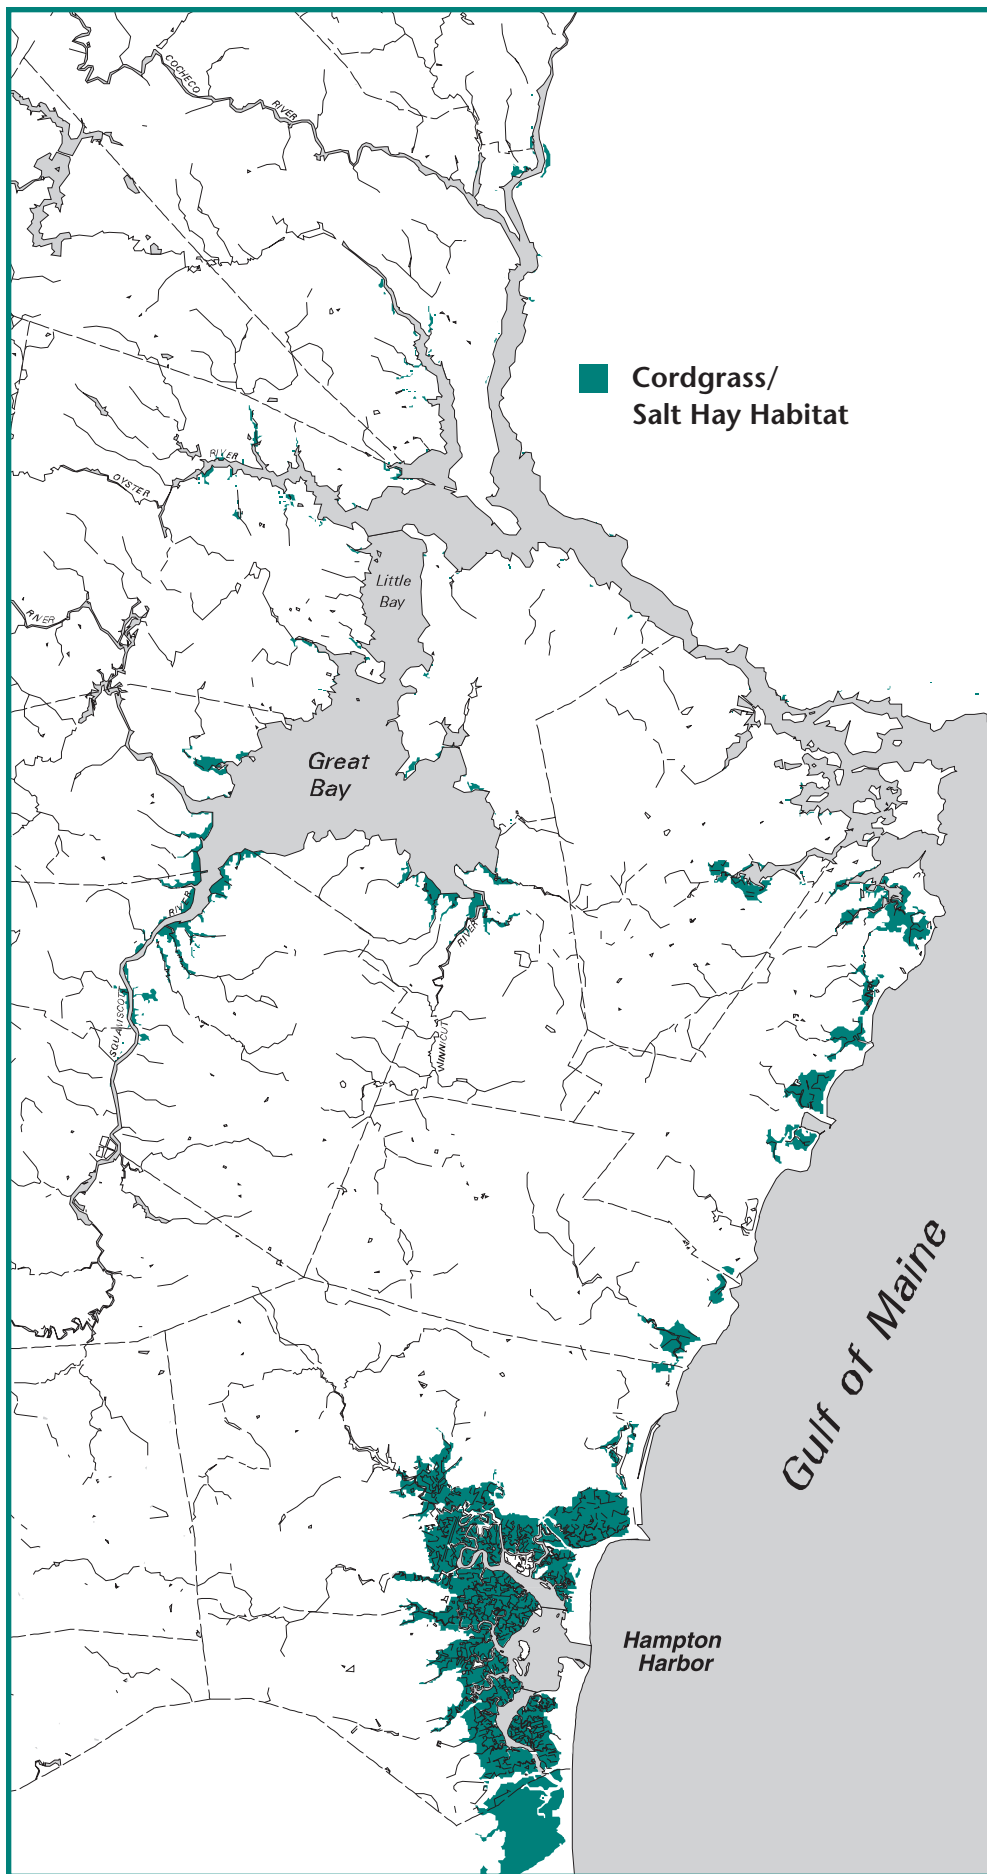 COCHECO
RIVER
Cordgrass/
Salt Hay Habitat
RIVER
OYSTER
Little
Bay
RIVER
Great
Bay
RIVER
RIVER
SQUAMSCOTT
WINNICUT
Gulf of Maine
Hampton
Harbor